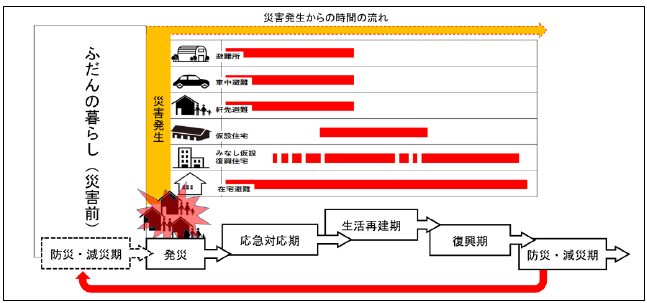 災害発生からの時間の流れ
ふだんの暮らし（災害前）
災害発生
避難所
車中避難
軒先避難
仮設住宅
みなし仮設
復興住宅
在宅避難
防災・減災期
発災
応急対応期
生活再建期
復興期
防災・減災期